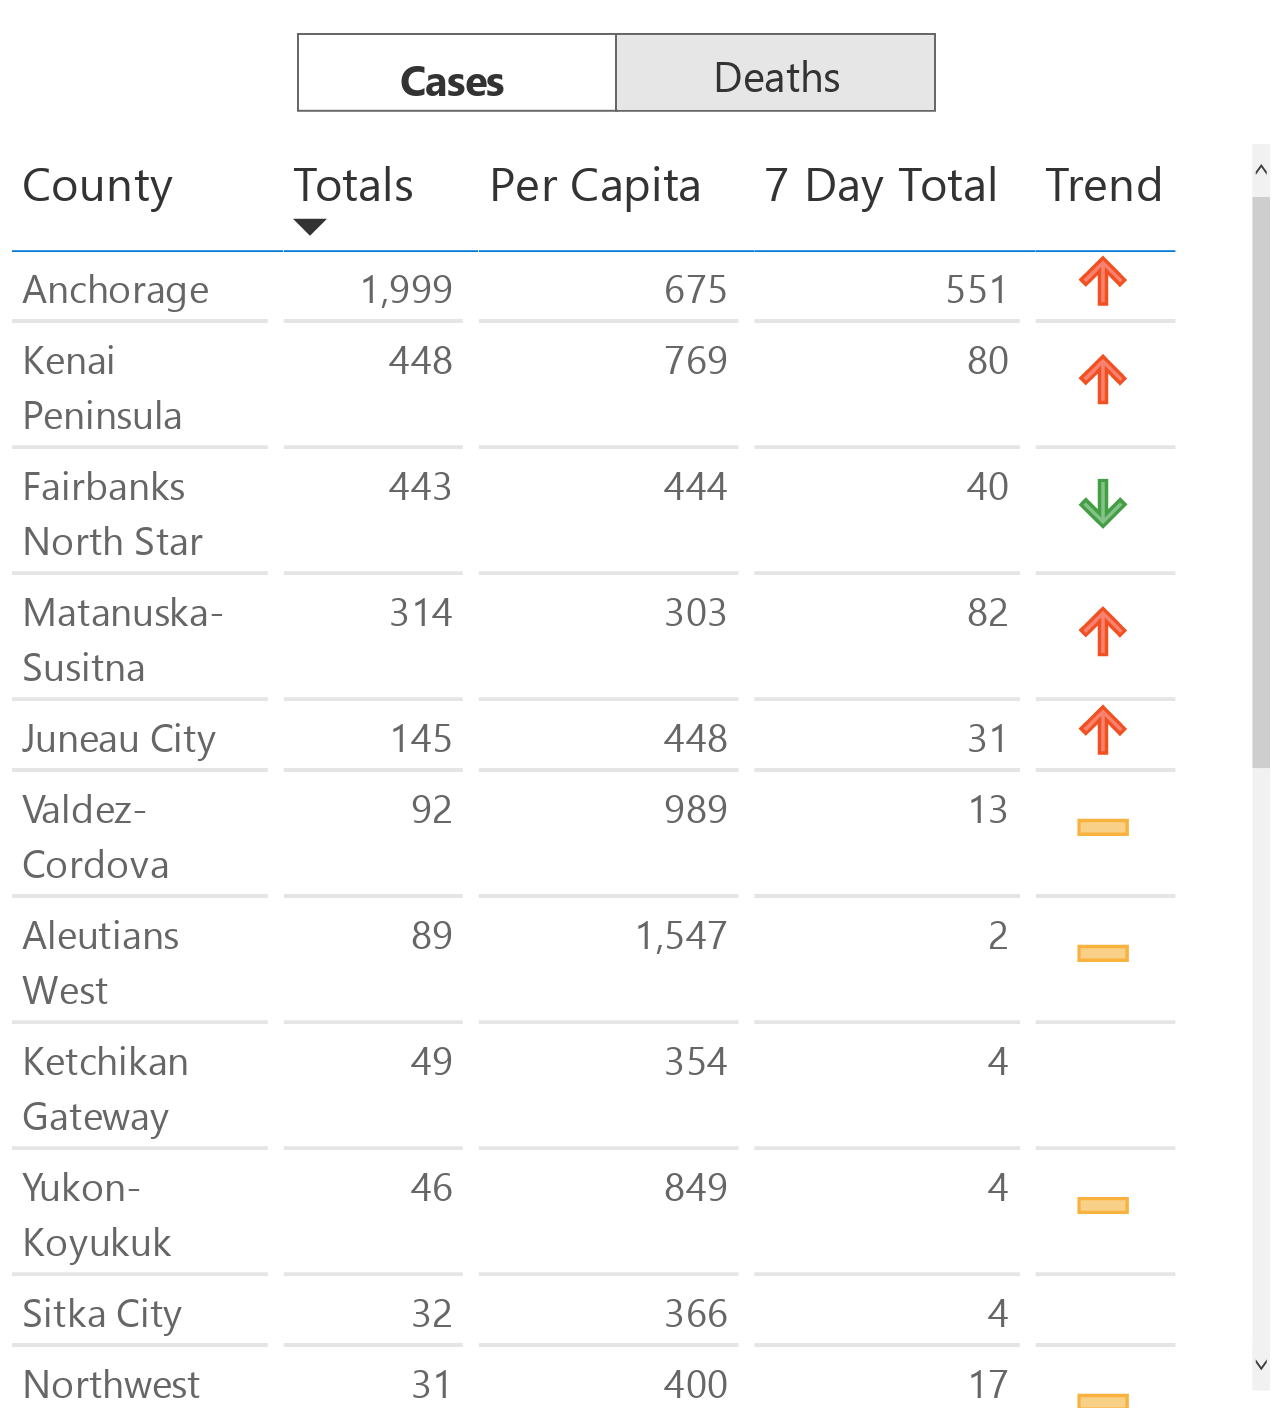 Cases Deaths
County Totals Per Capita 7 Day Total Trend
Anchorage 1,999 675 551
Kenai 448 769 80
Peninsula
Fairbanks 443 444 40
North Star
Matanuska- 314 303 82
Susitna
Juneau City 145 448 31
Valdez- 92 989 13
Cordova
Aleutians 89 1,547 2
West
Ketchikan 49 354 4
Gateway
Yukon- 46 849 4
Koyukuk
Sitka City 32 366 4
Northwest 31 400 17